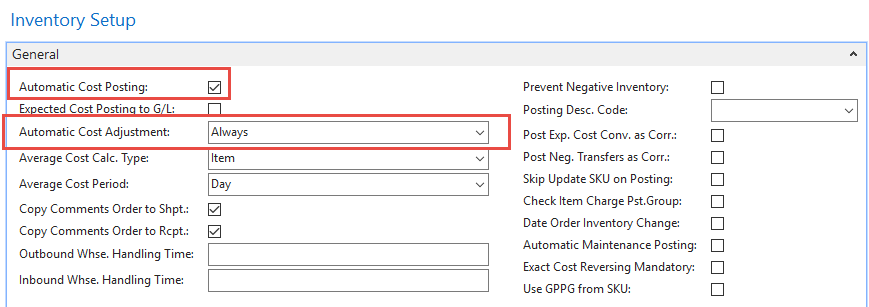 Inventory Setup
General
Automatic Cost Posting:
Expected Cost Posting to G/L:
Automatic Cost Adjustment: Always
Average Cost Calc. Type: Item
Average Cost Period: Day
Copy Comments Order to Shpt.:
Copy Comments Order to Rcpt.:
Outbound Whse. Handling Time:
Inbound Whse. Handling Time:
Prevent Negative Inventory:
Posting Desc. Code:
Post Exp. Cost Conv. as Corr.:
Post Neg. Transfers as Corr.:
Skip Update SKU on Posting:
Check Item Charge Pst.Group:
Date Order Inventory Change:
Automatic Maintenance Posting:
Exact Cost Reversing Mandatory:
Use GPPG from SKU: